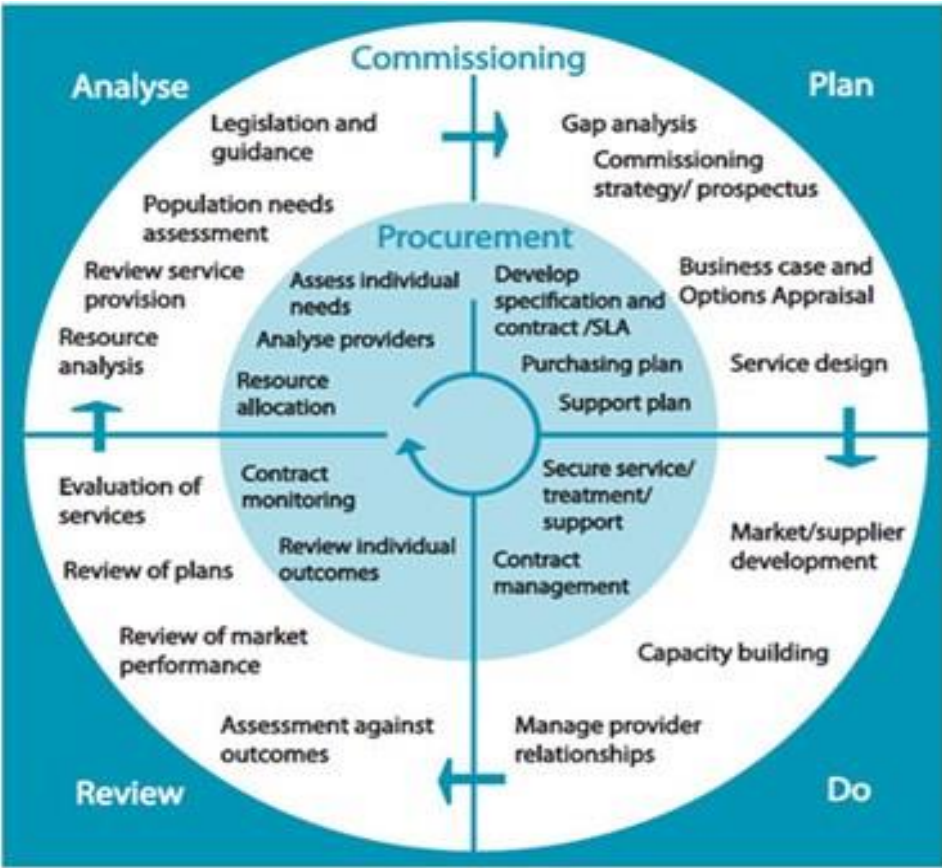 Commissioning
Analyse
Plan
Legislation and
guidance
Population needs
assessment
Review service
provision
Resource
analysis
Gap analysis
Commissioning
strategy/ prospectus
Business case and
Options Appraisal
Service design
Procurement
Assess individual
needs
Analyse providers
Resource
allocation
Develop
specification and
contract /SLA
Purchasing plan
Support plan
Contract
monitoring
Review individual
outcomes
Secure service/
treatment/
support
Contract
management
Evaluation of
services
Review of plans
Review of market
performance
Assessment against
outcomes
Market/supplier
development
Capacity building
Manage provider
relationships
Review
Do